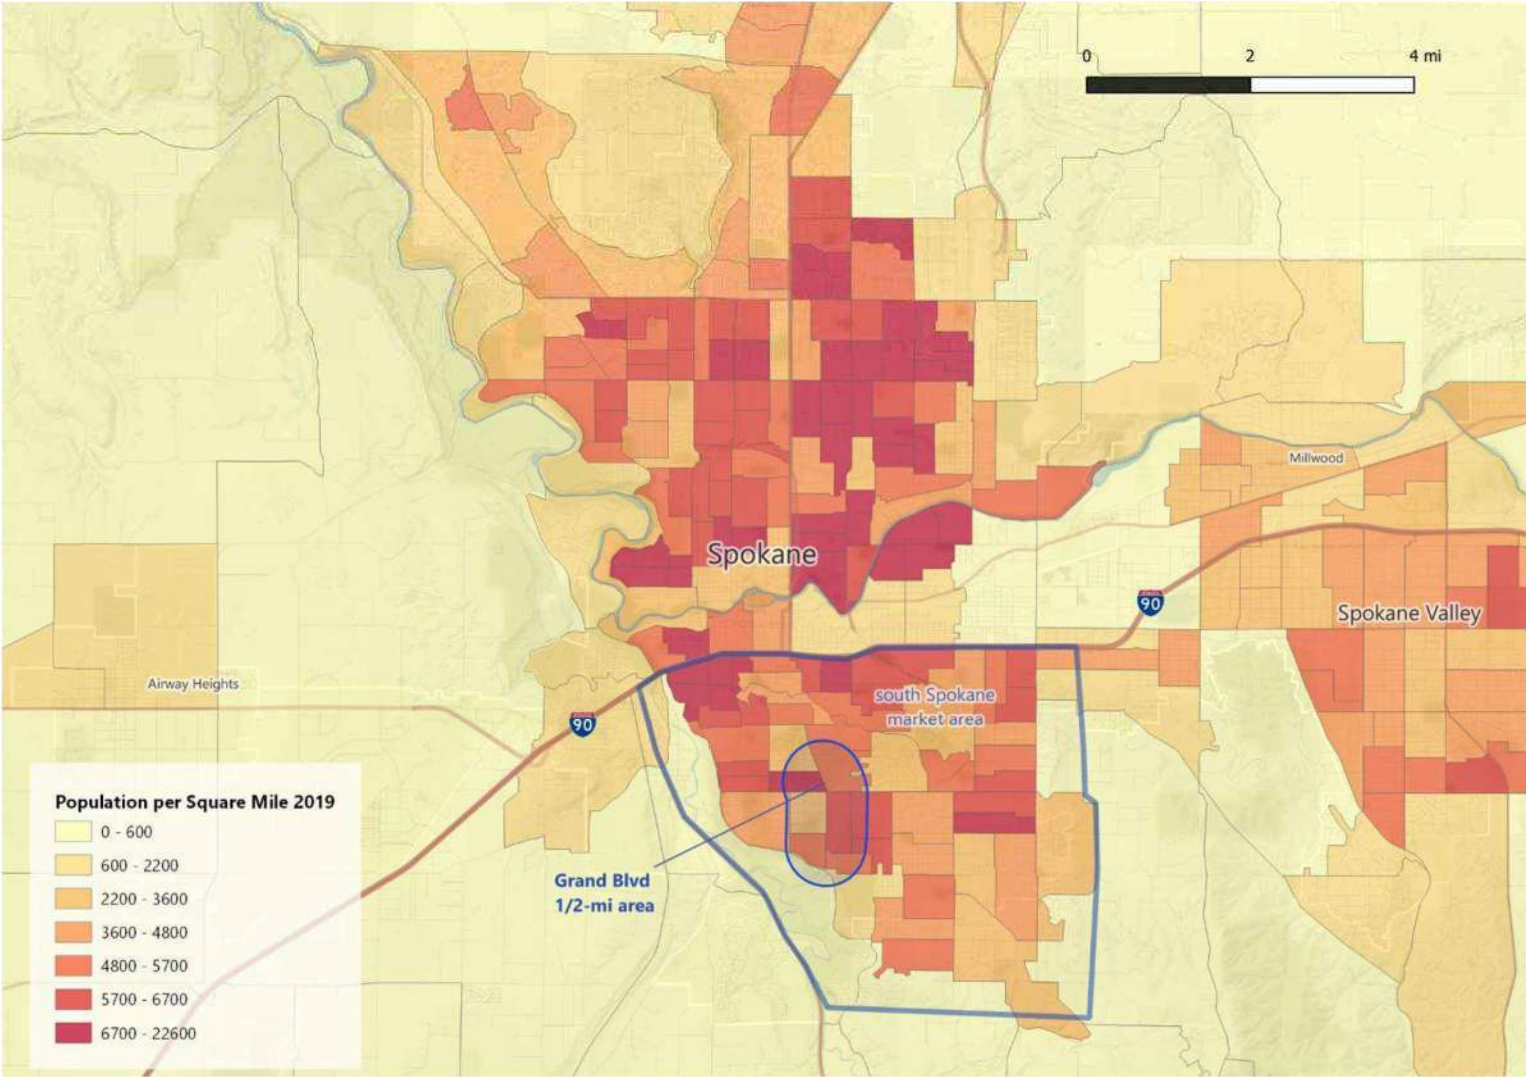 0 2 4 mi
Millwood
Spokane
90
Spokane Valley
Airway Heights
south Spokane
market area
90
Population per Square Mile 2019
0 - 600
600 - 2200
2200 - 3600
3600 - 4800
4800 - 5700
5700 - 6700
6700 - 22600
Grand Blvd
1/2-mi area